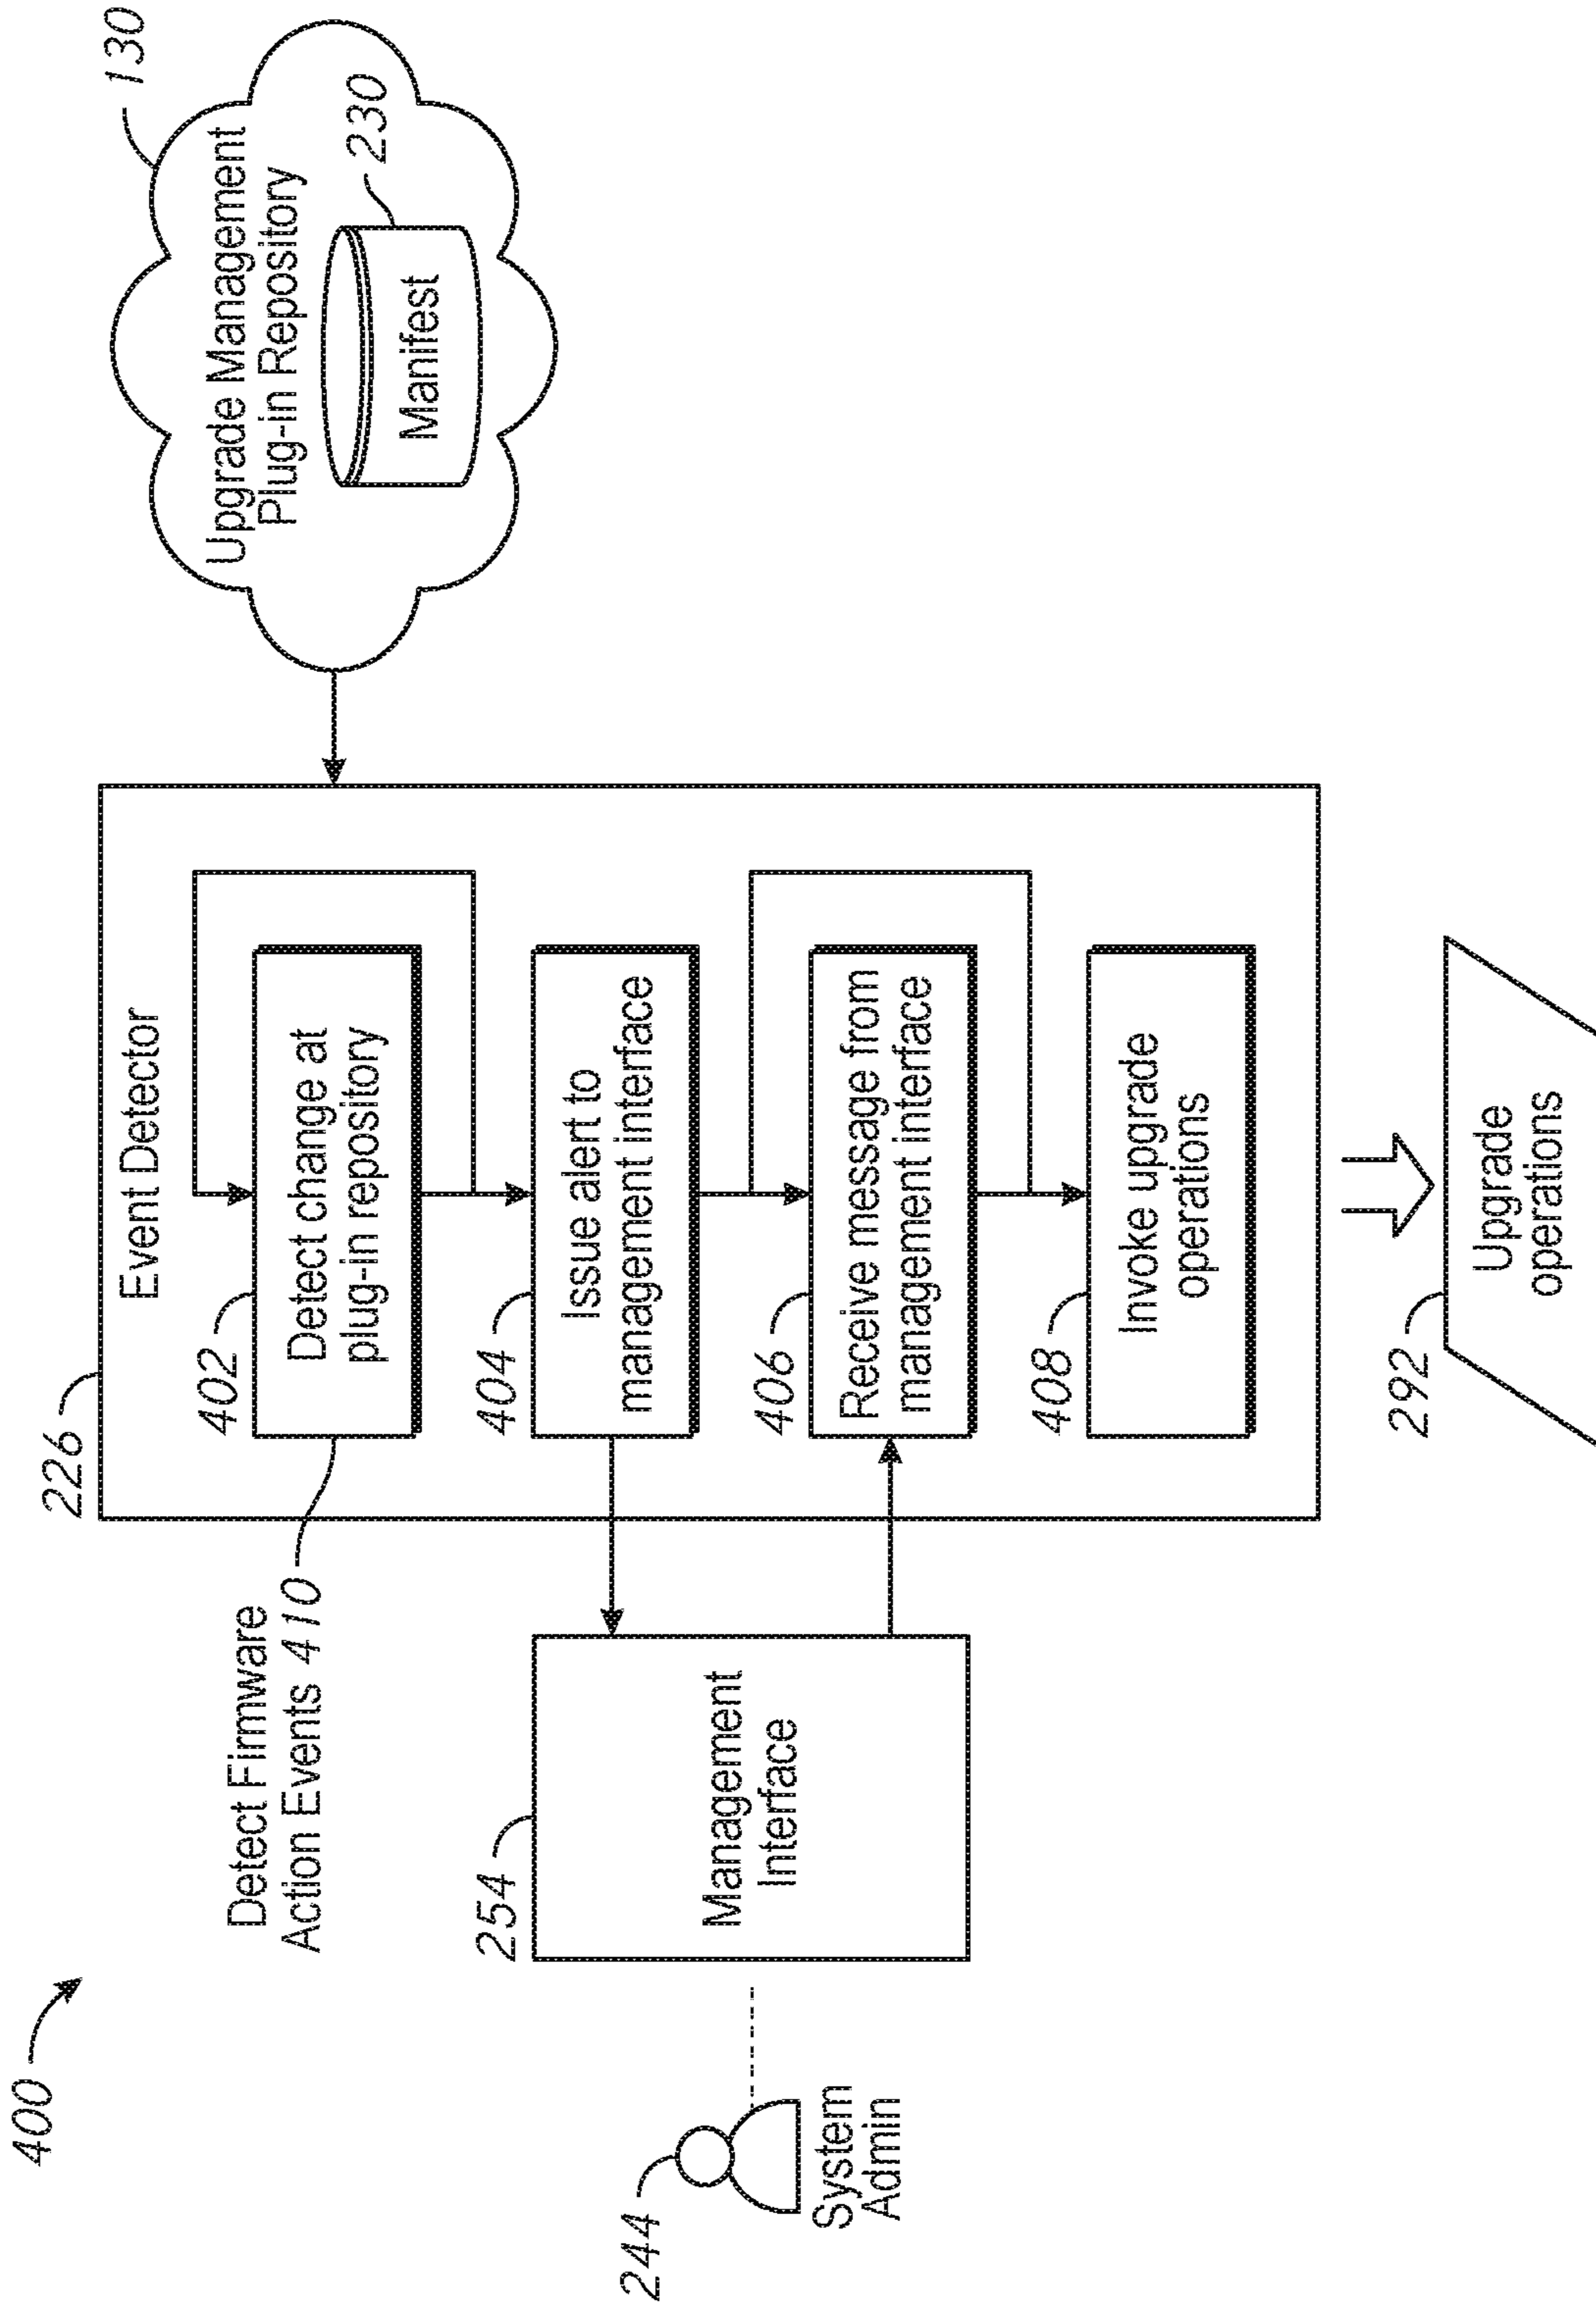 400
226
Event Detector
130
Upgrade Management
Plug-in Repository
230
Manifest
Detect Firmware
Action Events 410
402
Detect change at
plug-in repository
404
Issue alert to
management interface
254
Management
Interface
244
System
Admin
406
Receive message from
management interface
408
Invoke upgrade
operations
292
Upgrade
operations